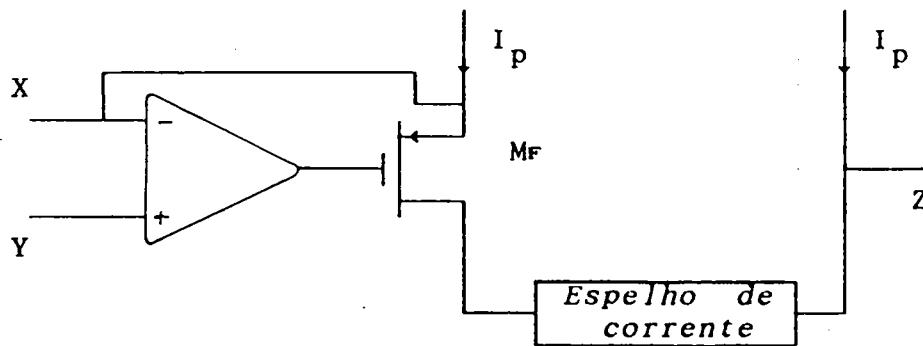 I p
I p
X
-
MF
Z
+
Y
Espelho de
corrente